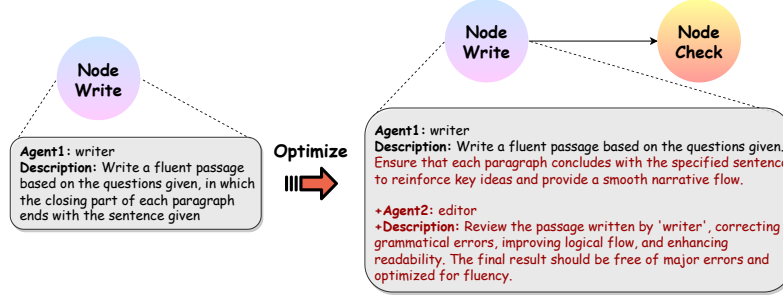 Node
Write
Agent1: writer
Description: Write a fluent passage
based on the questions given, in which
the closing part of each paragraph
ends with the sentence given
Optimize
Node
Write
Node
Check
Agent1: writer
Description: Write a fluent passage based on the questions given.
Ensure that each paragraph concludes with the specified sentence
to reinforce key ideas and provide a smooth narrative flow.
+Agent2: editor
+Description: Review the passage written by 'writer', correcting
grammatical errors, improving logical flow, and enhancing
readability. The final result should be free of major errors and
optimized for fluency.